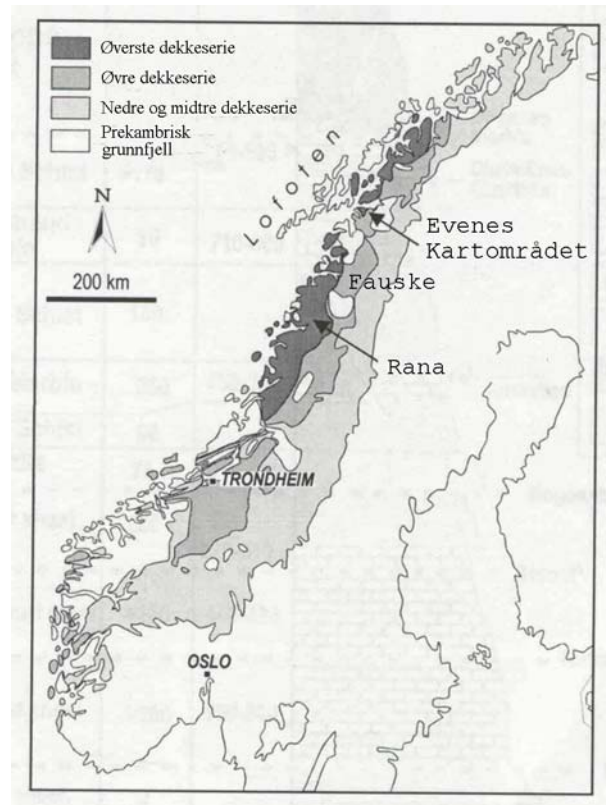 Øverste dekkeserie
Øvre dekkeserie
Nedre og midtre dekkeserie
Prekambrisk
grunnfjell
Lofoten
N
200 km
Evenes
Kartområdet
Fauske
Rana
TRONDHEIM
OSLO